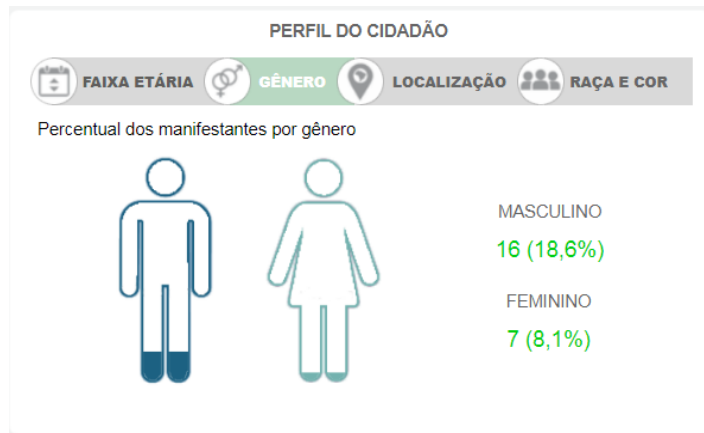 PERFIL DO CIDADÃO
FAIXA ETÁRIA GÊNERO LOCALIZAÇÃO RAÇA E COR
Percentual dos manifestantes por gênero
MASCULINO
16 (18,6%)
FEMININO
7 (8,1%)